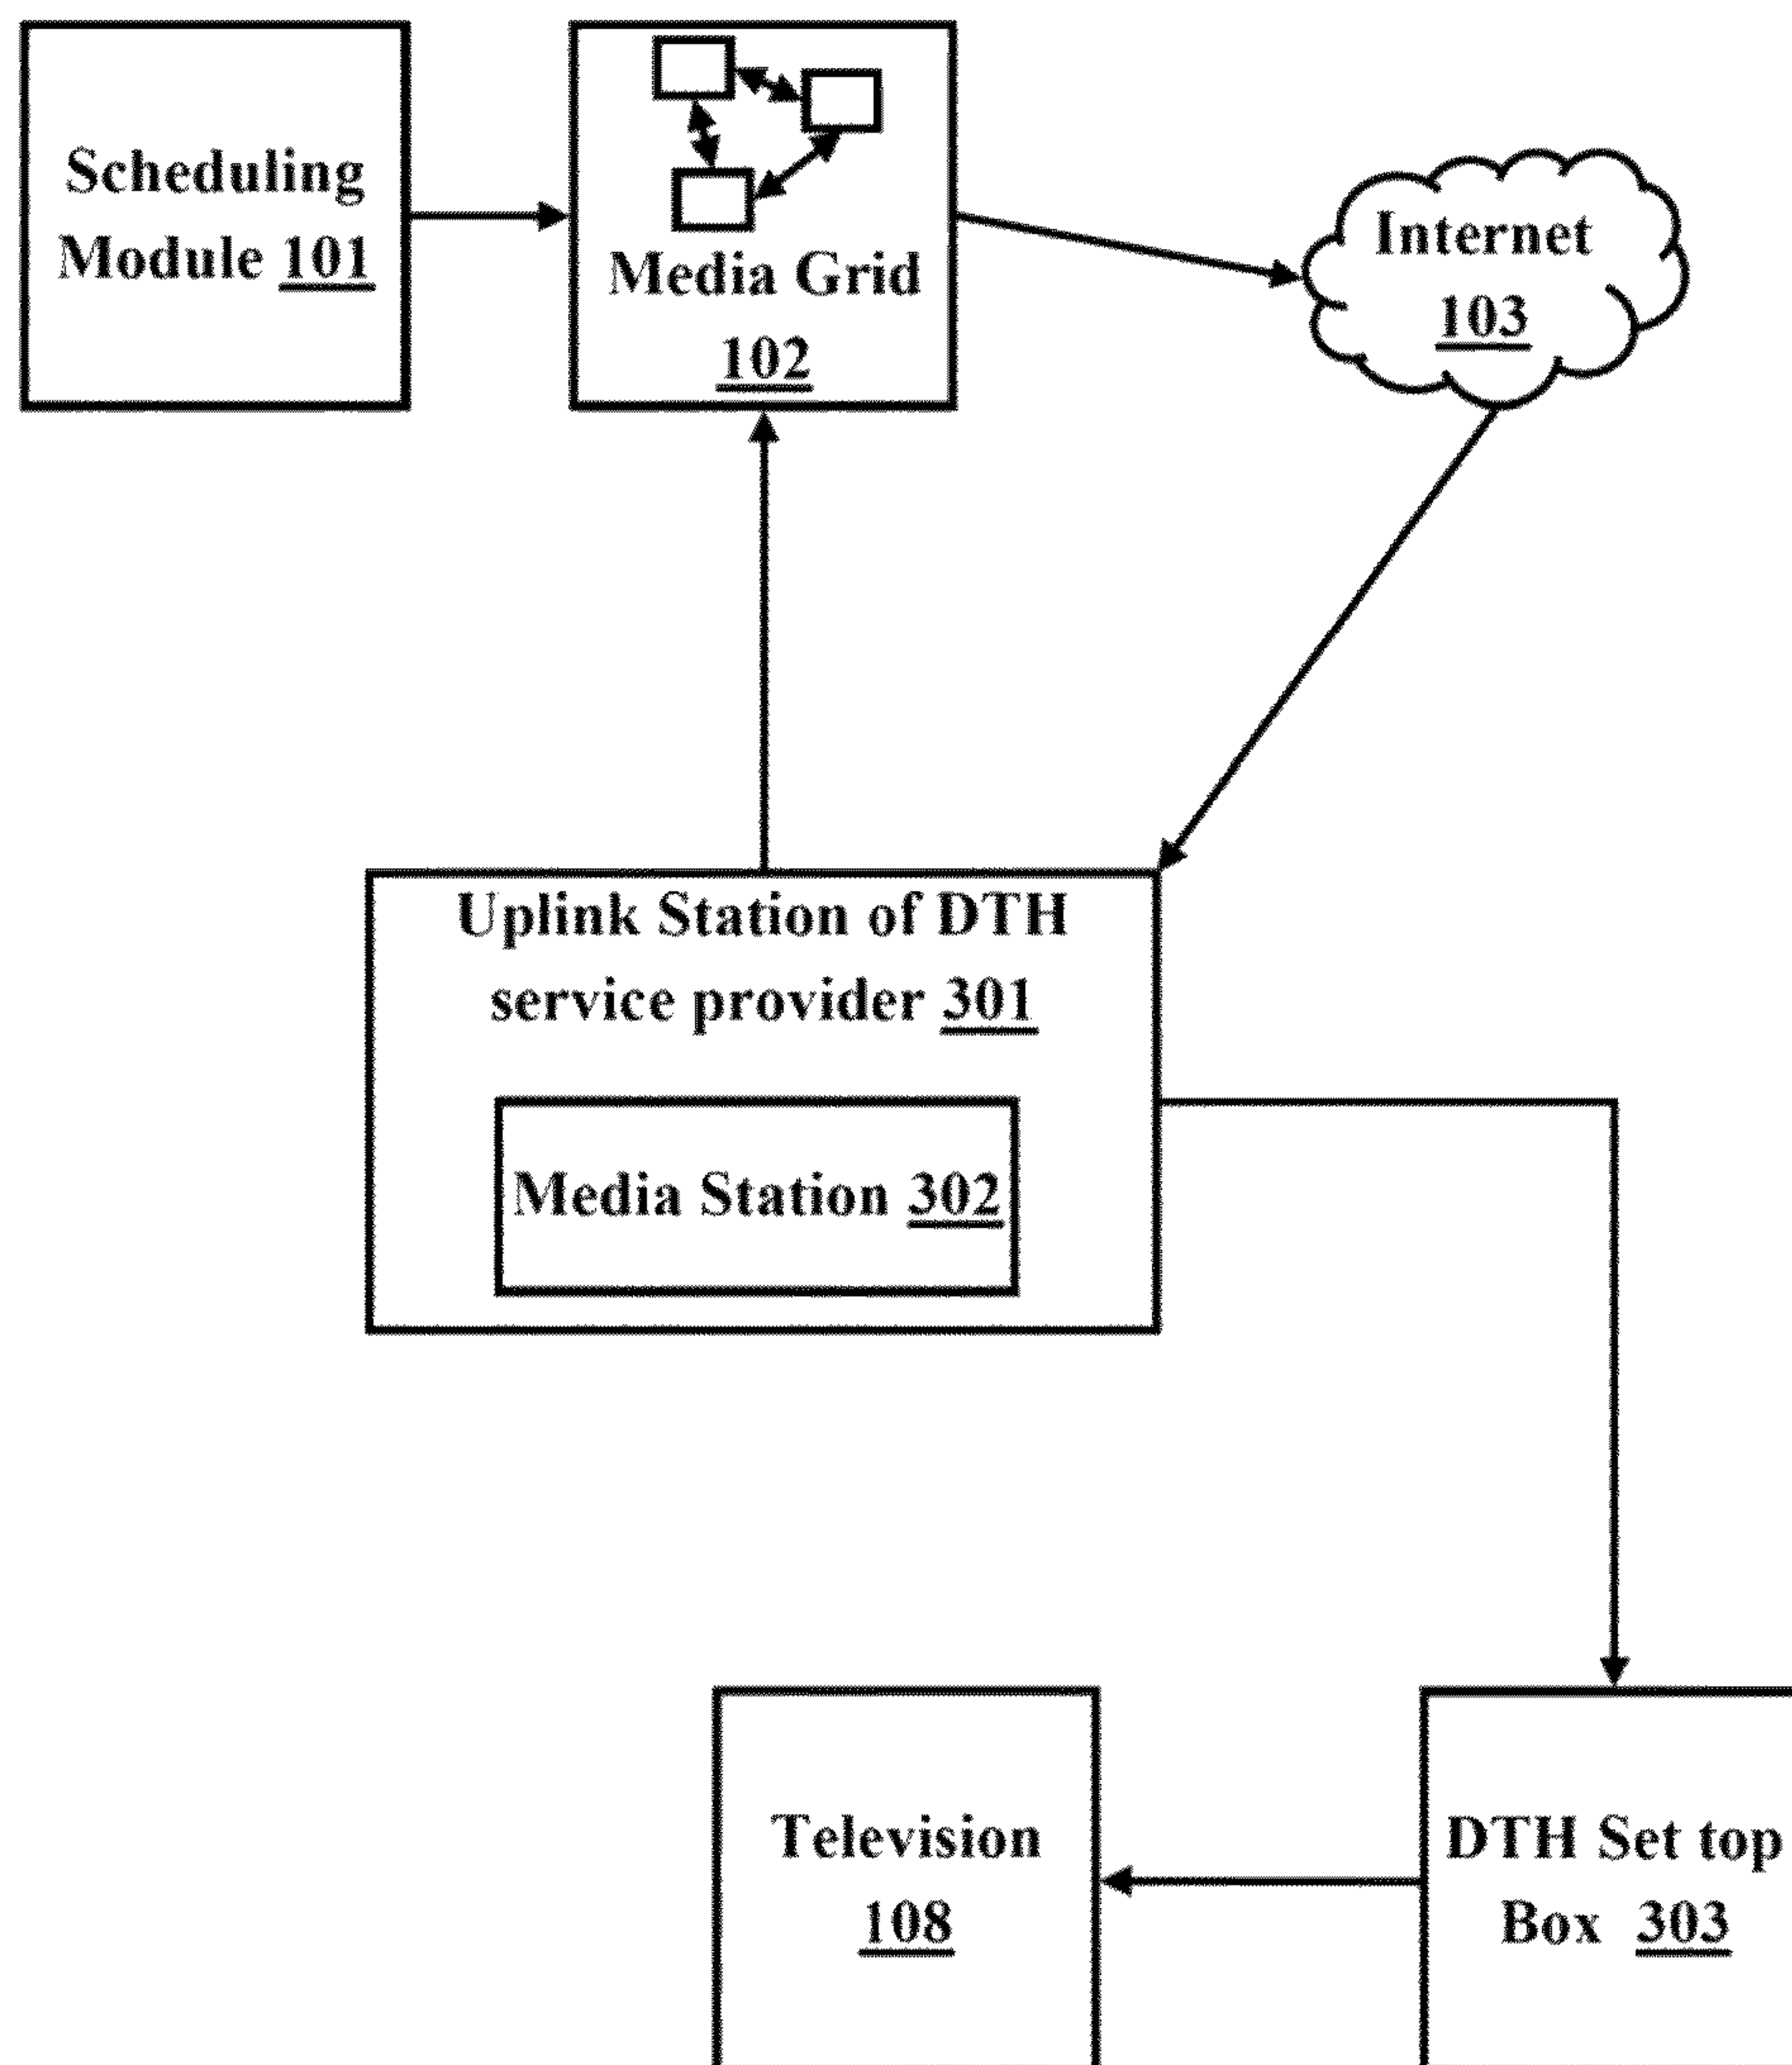 Scheduling
Module 101
Media Grid
102
Internet
103
Uplink Station of DTH
service provider 301
Media Station 302
Television
108
DTH Set top
Box 303